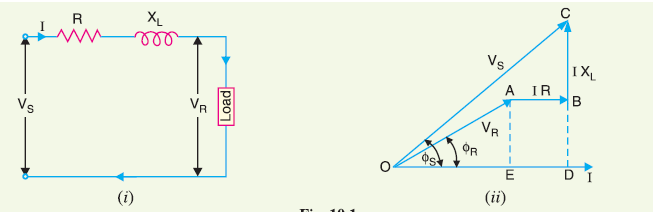 I
R
X_L
V_S
V_R
Load
(i)
C
V_S
I X_L
A
I R
B
V_R
ϕ_S
ϕ_R
O
E
D
I
(ii)